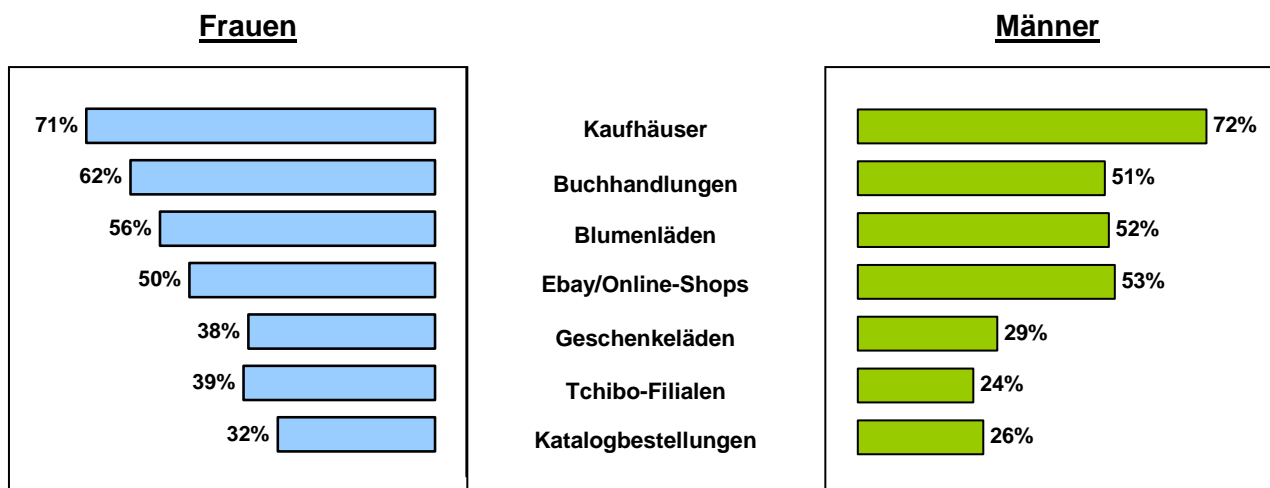 Frauen Männer
71% Kaufhäuser 72%
62% Buchhandlungen 51%
56% Blumenläden 52%
50% Ebay/Online-Shops 53%
38% Geschenkeläden 29%
39% Tchibo-Filialen 24%
32% Katalogbestellungen 26%